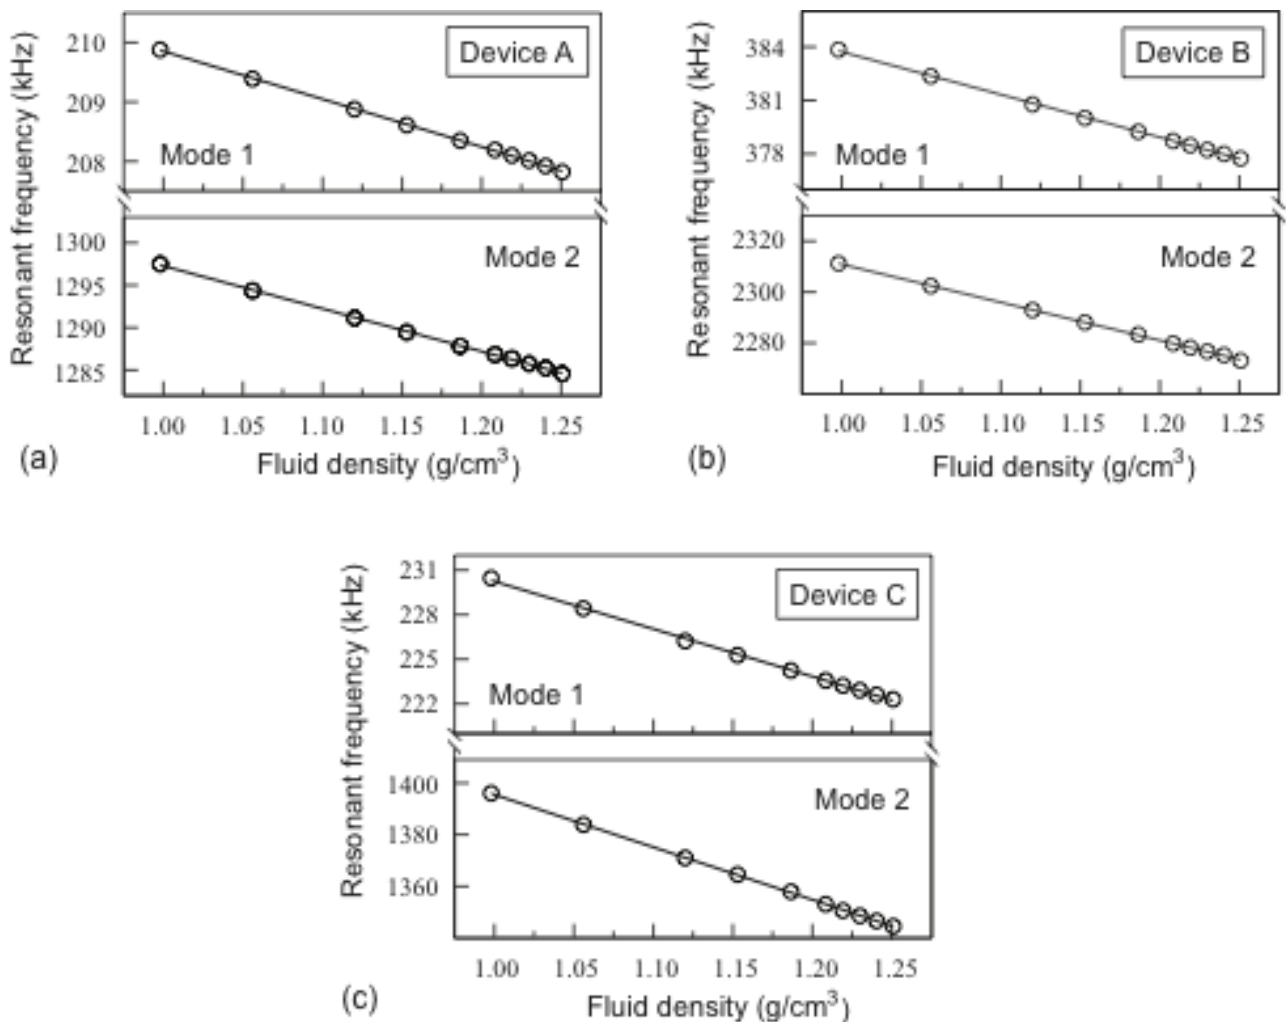 Resonant frequency (kHz)
210
209
208
Device A
Mode 1
1300
1295
1290
1285
Mode 2
1.00 1.05 1.10 1.15 1.20 1.25
(a) Fluid density (g/cm³)
Resonant frequency (kHz)
384
381
378
Device B
Mode 1
2320
2300
2280
Mode 2
1.00 1.05 1.10 1.15 1.20 1.25
(b) Fluid density (g/cm³)
Resonant frequency (kHz)
231
228
225
222
Device C
Mode 1
1400
1380
1360
Mode 2
1.00 1.05 1.10 1.15 1.20 1.25
(c) Fluid density (g/cm³)